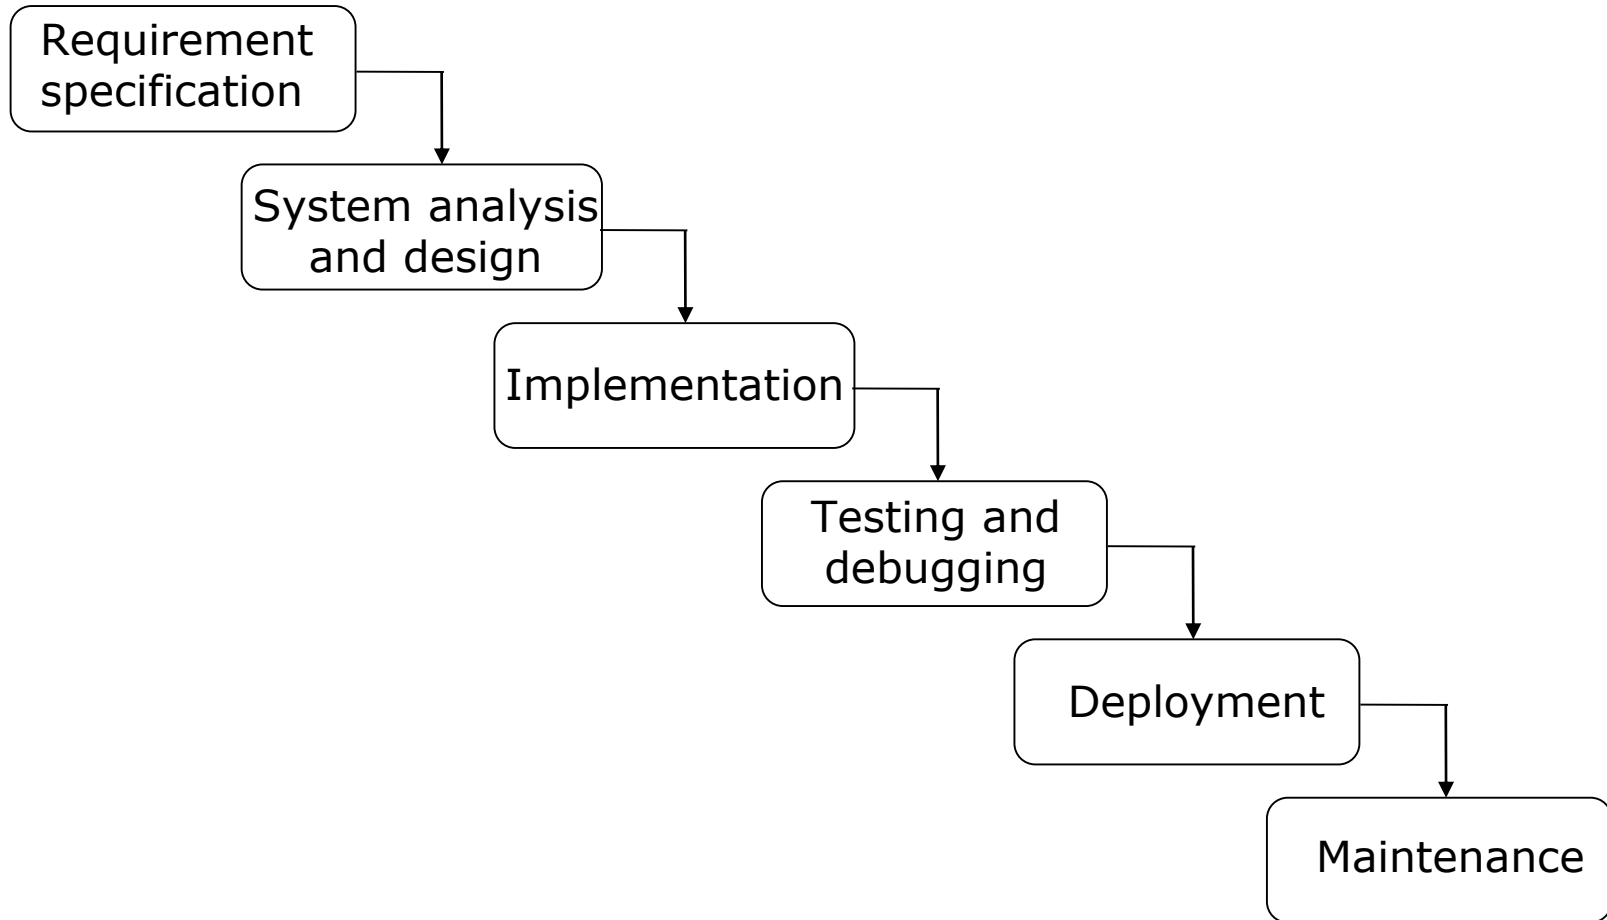 Requirement
specification
System analysis
and design
Implementation
Testing and
debugging
Deployment
Maintenance